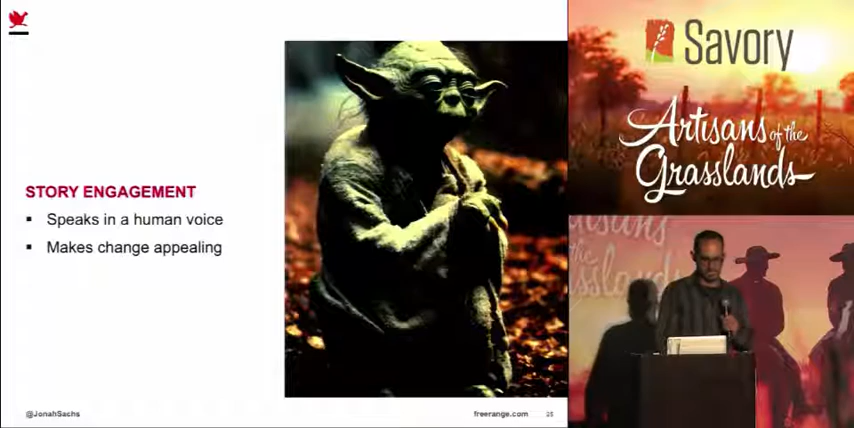 STORY ENGAGEMENT
▪ Speaks in a human voice
▪ Makes change appealing
@JonahSachs
freerange.com 25
Savory
Artisans of the
Grasslands